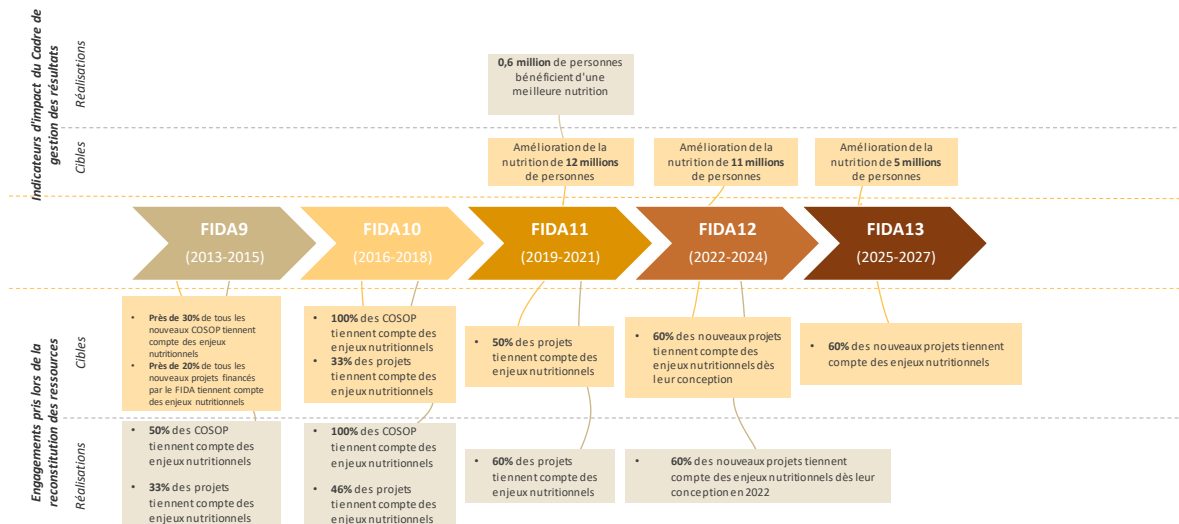 Indicateurs d'impact du Cadre de
gestion des résultats
Réalisations
0,6 million de personnes
bénéficient d'une
meilleure nutrition
Cibles
Amélioration de la
nutrition de 12 millions
de personnes
Amélioration de la
nutrition de 11 millions
de personnes
Amélioration de la
nutrition de 5 millions
de personnes
FIDA9
(2013-2015)
FIDA10
(2016-2018)
FIDA11
(2019-2021)
FIDA12
(2022-2024)
FIDA13
(2025-2027)
Engagements pris lors de la
reconstitution des ressources
Cibles
• Près de 30% de tous les
nouveaux COSOP tiennent
compte des enjeux
nutritionnels
• Près de 20% de tous les
nouveaux projets financés
par le FIDA tiennent compte
des enjeux nutritionnels
• 100% des COSOP
tiennent compte des
enjeux nutritionnels
• 33% des projets
tiennent compte des
enjeux nutritionnels
• 50% des projets
tiennent compte des
enjeux nutritionnels
• 60% des nouveaux projets
tiennent compte des
enjeux nutritionnels dès
leur conception
• 60% des nouveaux projets tiennent
compte des enjeux nutritionnels
Réalisations
• 50% des COSOP
tiennent compte des
enjeux nutritionnels
• 33% des projets
tiennent compte des
enjeux nutritionnels
• 100% des COSOP
tiennent compte des
enjeux nutritionnels
• 46% des projets
tiennent compte des
enjeux nutritionnels
• 60% des projets
tiennent compte des
enjeux nutritionnels
• 60% des nouveaux projets tiennent
compte des enjeux nutritionnels dès leur
conception en 2022